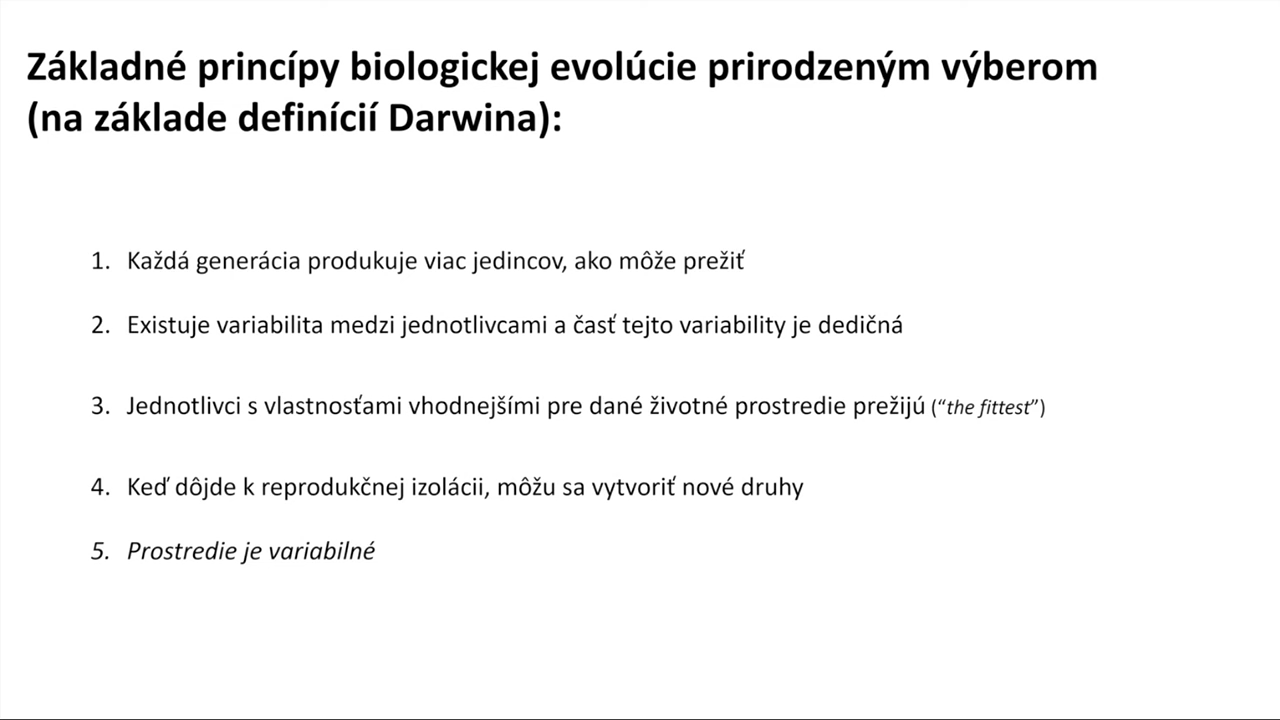 Základné princípy biologickej evolúcie prirodzeným výberom
(na základe definícií Darwina):
1. Každá generácia produkuje viac jedincov, ako môže prežiť
2. Existuje variabilita medzi jednotlivcami a časť tejto variability je dedičná
3. Jednotlivci s vlastnosťami vhodnejšími pre dané životné prostredie prežijú (“the fittest”)
4. Keď dôjde k reprodukčnej izolácii, môžu sa vytvoriť nové druhy
5. Prostredie je variabilné